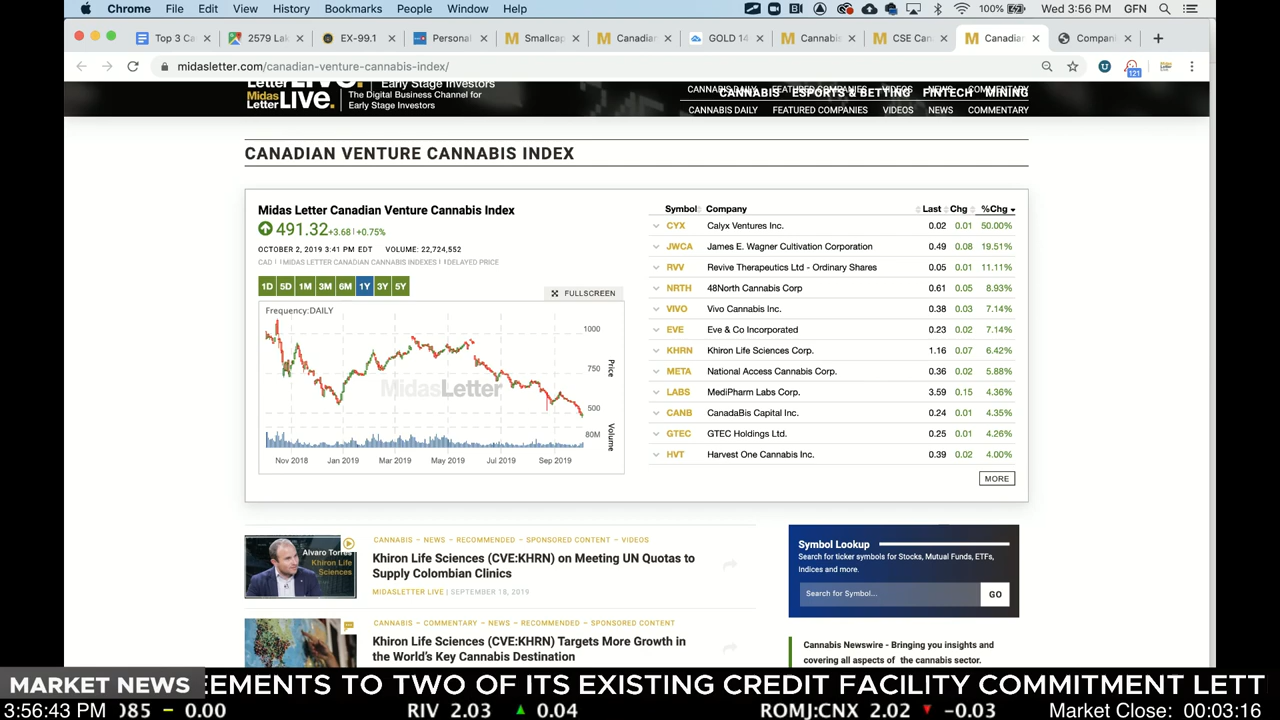 Chrome File Edit View History Bookmarks People Window Help 100% Wed 3:56 PM GFN
Top 3 Ca 2579 Lak EX-99.1 Personal Smallcap Canadian GOLD 14 Cannabis CSE Can Canadian Compani
midasletter.com/canadian-venture-cannabis-index/ 121
Letter LIVE. Early Stage Investors
Midas Letter LIVE. The Digital Business Channel for Early Stage Investors
CANNABIS ESPORTS & BETTING FINTECH MINING
CANNABIS DAILY FEATURED COMPANIES VIDEOS NEWS COMMENTARY
CANNABIS DAILY FEATURED COMPANIES VIDEOS NEWS COMMENTARY
CANADIAN VENTURE CANNABIS INDEX
Midas Letter Canadian Venture Cannabis Index
491.32 +3.68 | +0.75%
OCTOBER 2, 2019 3:41 PM EDT VOLUME: 22,724,552
CAD | MIDAS LETTER CANADIAN CANNABIS INDEXES | DELAYED PRICE
1D 5D 1M 3M 6M 1Y 3Y 5Y
FULLSCREEN
Frequency:DAILY
1000
750
500
80M
Price
Volume
MidasLetter
Nov 2018 Jan 2019 Mar 2019 May 2019 Jul 2019 Sep 2019
Symbol Company Last Chg %Chg
CYX Calyx Ventures Inc. 0.02 0.01 50.00%
JWCA James E. Wagner Cultivation Corporation 0.49 0.08 19.51%
RVV Revive Therapeutics Ltd - Ordinary Shares 0.05 0.01 11.11%
NRTH 48North Cannabis Corp 0.61 0.05 8.93%
VIVO Vivo Cannabis Inc. 0.38 0.03 7.14%
EVE Eve & Co Incorporated 0.23 0.02 7.14%
KHRN Khiron Life Sciences Corp. 1.16 0.07 6.42%
META National Access Cannabis Corp. 0.36 0.02 5.88%
LABS MediPharm Labs Corp. 3.59 0.15 4.36%
CANB CanadaBis Capital Inc. 0.24 0.01 4.35%
GTEC GTEC Holdings Ltd. 0.25 0.01 4.26%
HVT Harvest One Cannabis Inc. 0.39 0.02 4.00%
MORE
Alvaro Torres
Khiron Life
Sciences
CANNABIS – NEWS – RECOMMENDED – SPONSORED CONTENT – VIDEOS
Khiron Life Sciences (CVE:KHRN) on Meeting UN Quotas to
Supply Colombian Clinics
MIDASLETTER LIVE | SEPTEMBER 18, 2019
CANNABIS – COMMENTARY – NEWS – RECOMMENDED – SPONSORED CONTENT
Khiron Life Sciences (CVE:KHRN) Targets More Growth in
the World's Key Cannabis Destination
Symbol Lookup
Search for ticker symbols for Stocks, Mutual Funds, ETFs,
Indices and more.
Search for Symbol... GO
Cannabis Newswire - Bringing you insights and
covering all aspects of the cannabis sector.
MARKET NEWS EEMENTS TO TWO OF ITS EXISTING CREDIT FACILITY COMMITMENT LETT
3:56:43 PM 085 – 0.00 RIV 2.03 ▲ 0.04 ROMJ:CNX 2.02 ▼ -0.03 Market Close: 00:03:16